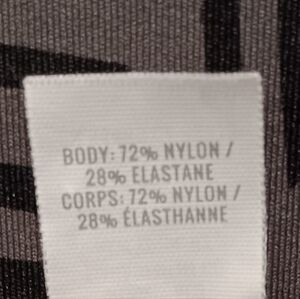 BODY: 72% NYLON /
28% ELASTANE
CORPS: 72% NYLON /
28% ÉLASTHANNE